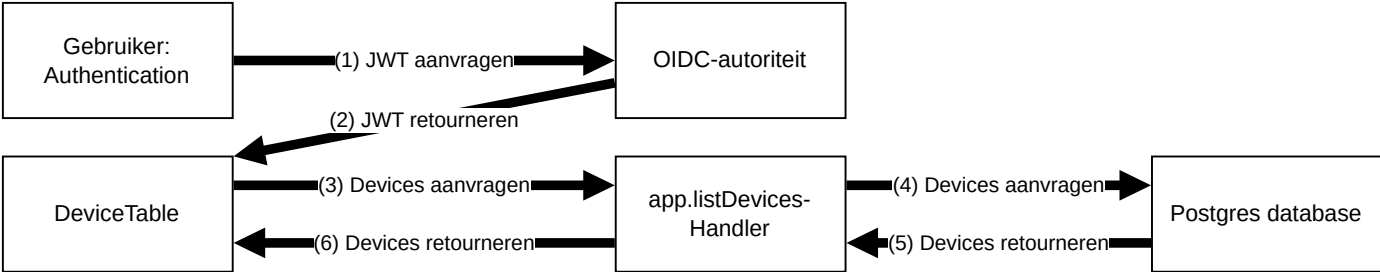 Gebruiker:
Authentication
(1) JWT aanvragen
OIDC-autoriteit
(2) JWT retourneren
DeviceTable
(3) Devices aanvragen
app.listDevices-
Handler
(4) Devices aanvragen
Postgres database
(5) Devices retourneren
(6) Devices retourneren